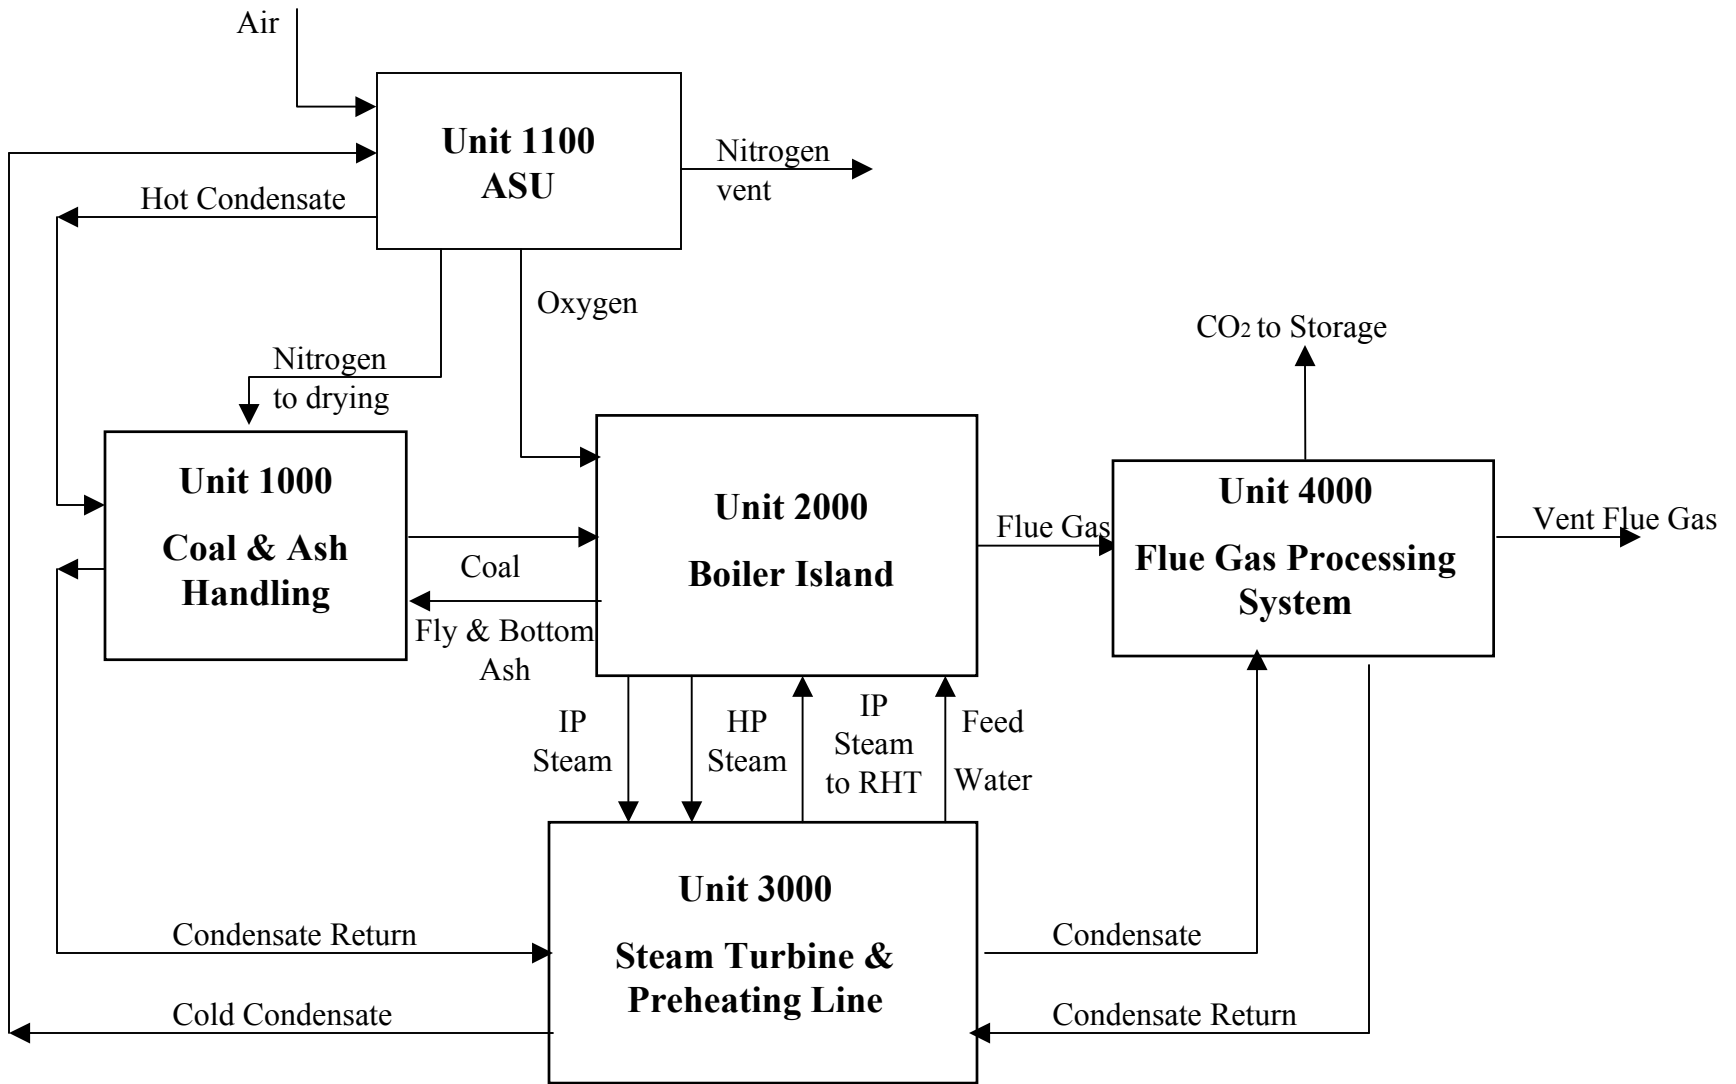 Air
Unit 1100
ASU
Nitrogen
vent
Hot Condensate
Oxygen
Nitrogen
to drying
CO2 to Storage
Unit 1000
Coal & Ash
Handling
Unit 2000
Boiler Island
Unit 4000
Flue Gas Processing
System
Flue Gas
Vent Flue Gas
Coal
Fly & Bottom
Ash
IP
Steam
HP
Steam
IP
Steam
to RHT
Feed
Water
Unit 3000
Steam Turbine &
Preheating Line
Condensate Return
Cold Condensate
Condensate
Condensate Return